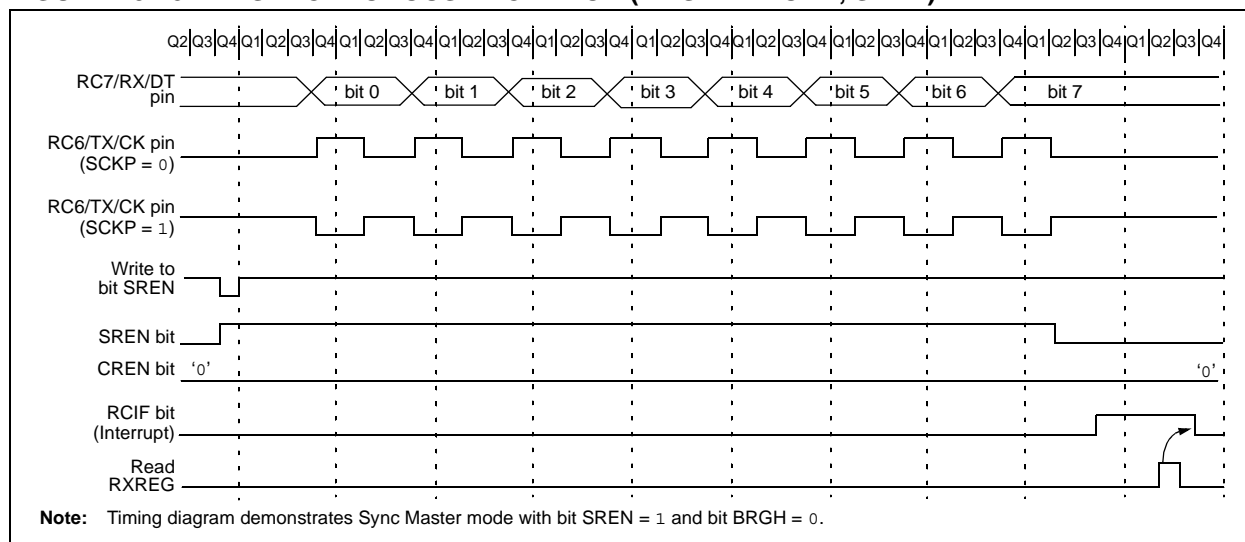 Q2|Q3|Q4|Q1|Q2|Q3|Q4|Q1|Q2|Q3|Q4|Q1|Q2|Q3|Q4|Q1|Q2|Q3|Q4|Q1|Q2|Q3|Q4|Q1|Q2|Q3|Q4|Q1|Q2|Q3|Q4|Q1|Q2|Q3|Q4|Q1|Q2|Q3|Q4|Q1|Q2|Q3|Q4
RC7/RX/DT
pin
bit 0 bit 1 bit 2 bit 3 bit 4 bit 5 bit 6 bit 7
RC6/TX/CK pin
(SCKP = 0)
RC6/TX/CK pin
(SCKP = 1)
Write to
bit SREN
SREN bit
CREN bit ‘0’ ‘0’
RCIF bit
(Interrupt)
Read
RXREG
Note: Timing diagram demonstrates Sync Master mode with bit SREN = 1 and bit BRGH = 0.